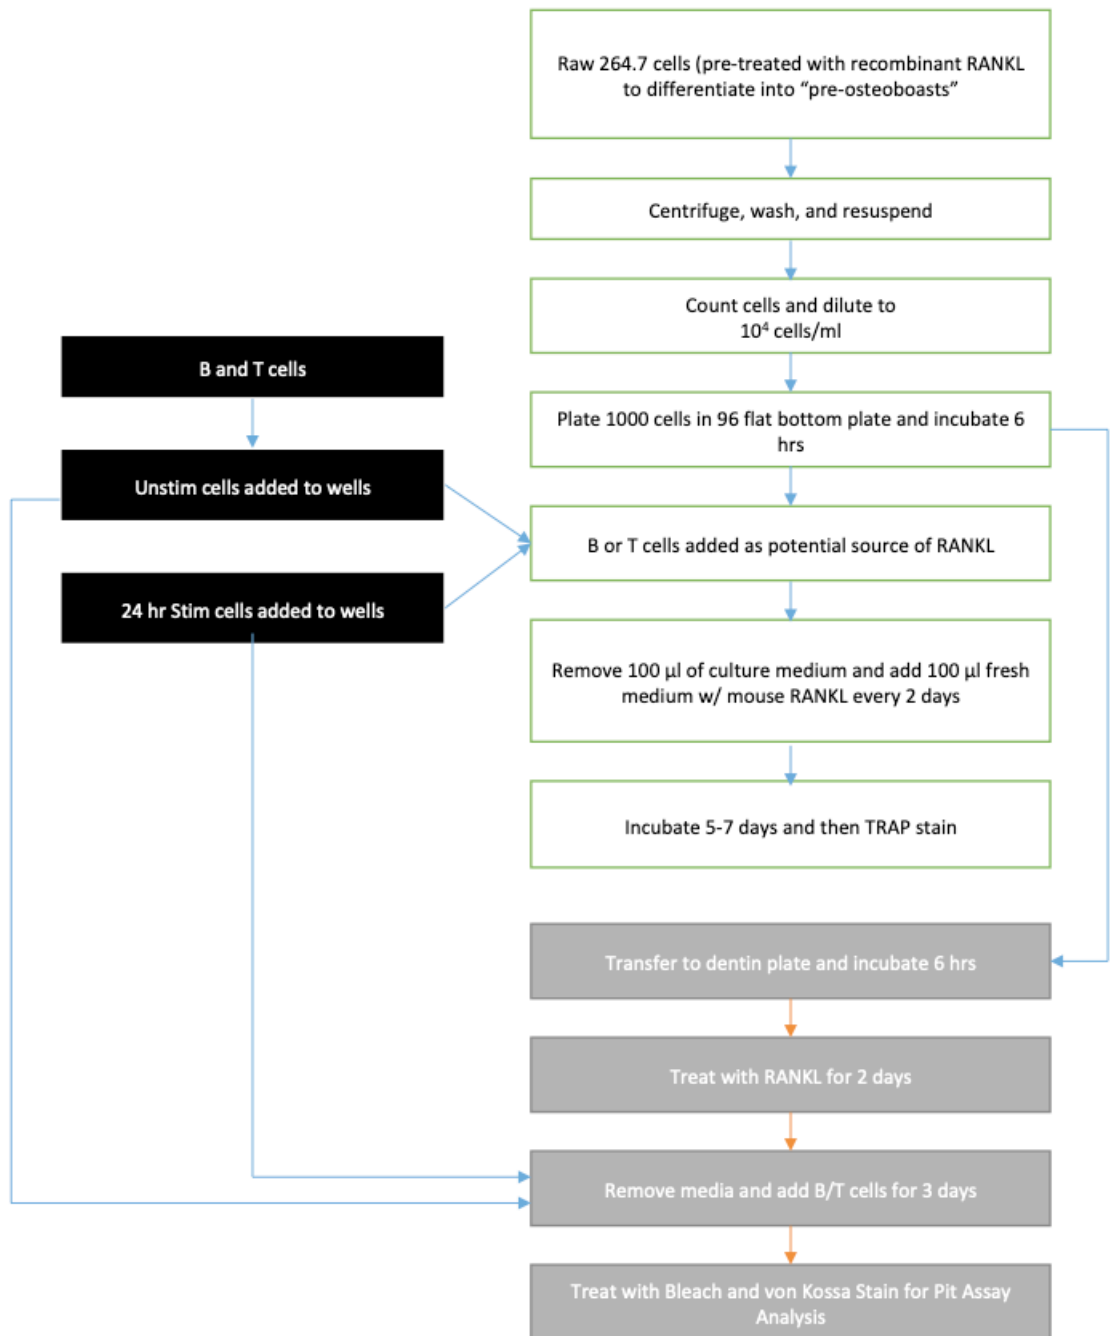 Raw 264.7 cells (pre-treated with recombinant RANKL
to differentiate into “pre-osteoboasts”
Centrifuge, wash, and resuspend
Count cells and dilute to
10⁴ cells/ml
B and T cells
Plate 1000 cells in 96 flat bottom plate and incubate 6
hrs
Unstim cells added to wells
B or T cells added as potential source of RANKL
24 hr Stim cells added to wells
Remove 100 µl of culture medium and add 100 µl fresh
medium w/ mouse RANKL every 2 days
Incubate 5-7 days and then TRAP stain
Transfer to dentin plate and incubate 6 hrs
Treat with RANKL for 2 days
Remove media and add B/T cells for 3 days
Treat with Bleach and von Kossa Stain for Pit Assay
Analysis